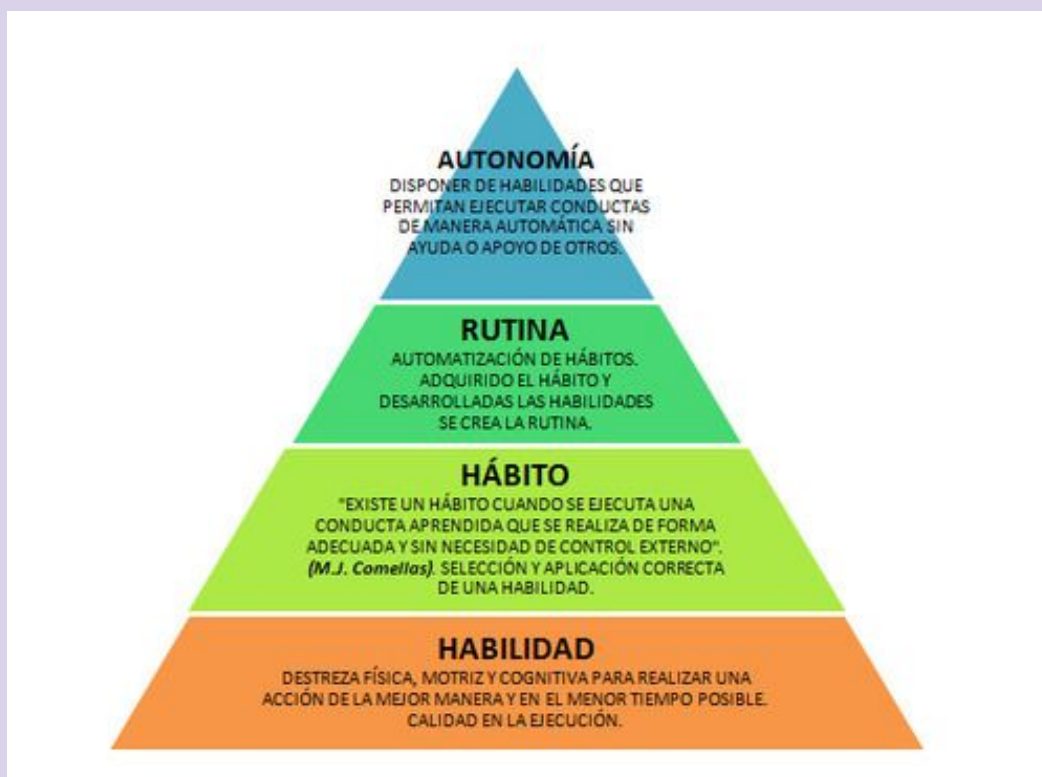 AUTONOMÍA
DISPONER DE HABILIDADES QUE
PERMITAN EJECUTAR CONDUCTAS
DE MANERA AUTOMÁTICA SIN
AYUDA O APOYO DE OTROS.
RUTINA
AUTOMATIZACIÓN DE HÁBITOS.
ADQUIRIDO EL HÁBITO Y
DESARROLLADAS LAS HABILIDADES
SE CREA LA RUTINA.
HÁBITO
"EXISTE UN HÁBITO CUANDO SE EJECUTA UNA
CONDUCTA APRENDIDA QUE SE REALIZA DE FORMA
ADECUADA Y SIN NECESIDAD DE CONTROL EXTERNO".
(M.J. Comellas). SELECCIÓN Y APLICACIÓN CORRECTA
DE UNA HABILIDAD.
HABILIDAD
DESTREZA FÍSICA, MOTRIZ Y COGNITIVA PARA REALIZAR UNA
ACCIÓN DE LA MEJOR MANERA Y EN EL MENOR TIEMPO POSIBLE.
CALIDAD EN LA EJECUCIÓN.